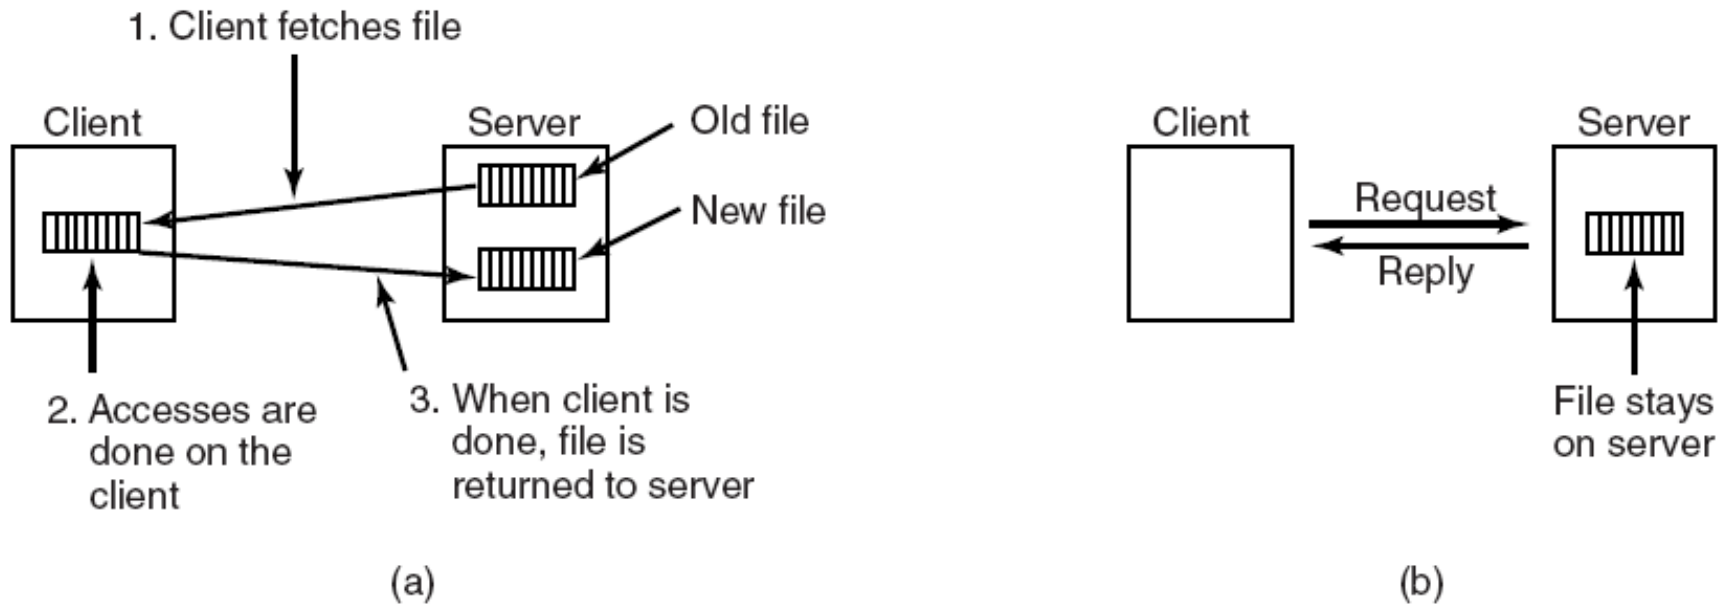 1. Client fetches file
Client
Server
Old file
New file
2. Accesses are
done on the
client
3. When client is
done, file is
returned to server
(a)
Client
Server
Request
Reply
File stays
on server
(b)